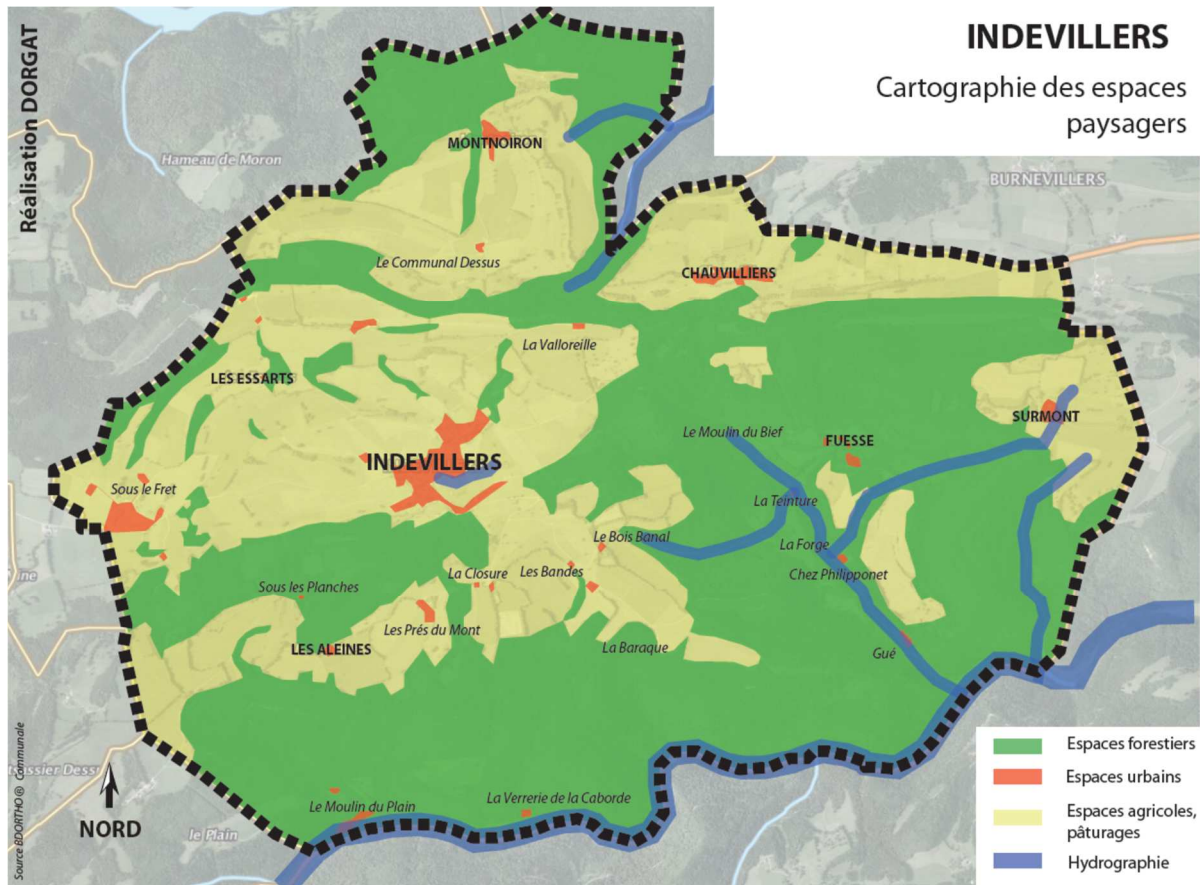 INDEVILLERS
Cartographie des espaces
paysagers
Réalisation DORGAT
Hameau de Moron
BURNEVILLERS
MONTNOIRON
Le Communal Dessus
CHAUVILLIERS
La Valloreille
LES ESSARTS
SURMONT
Le Moulin du Bief
FUESSE
INDEVILLERS
Sous le Fret
La Teinture
Le Bois Banal
La Forge
La Closure
Les Bandes
Chez Philipponet
Sous les Planches
Les Prés du Mont
LES ALEINES
La Baraque
Gué
Espaces forestiers
Espaces urbains
Espaces agricoles,
pâturages
Hydrographie
Le Moulin du Plain
La Verrerie de la Caborde
NORD
le Plain
Source BDORTHO® Communale